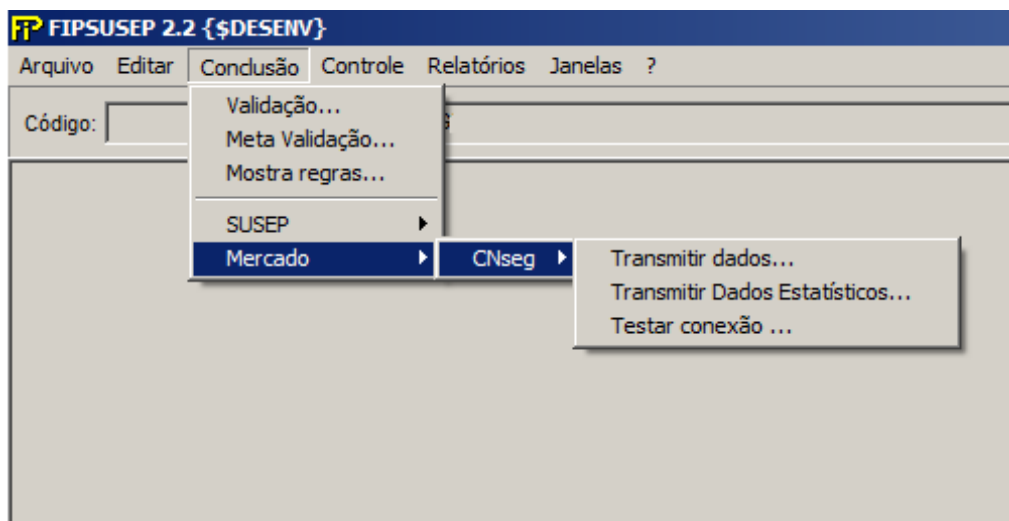 FIP FIPSUSEP 2.2 {$DESENV}
Arquivo Editar Conclusão Controle Relatórios Janelas ?
Código:
Validação...
Meta Validação...
Mostra regras...
SUSEP
Mercado
CNseg
Transmitir dados...
Transmitir Dados Estatísticos...
Testar conexão ...